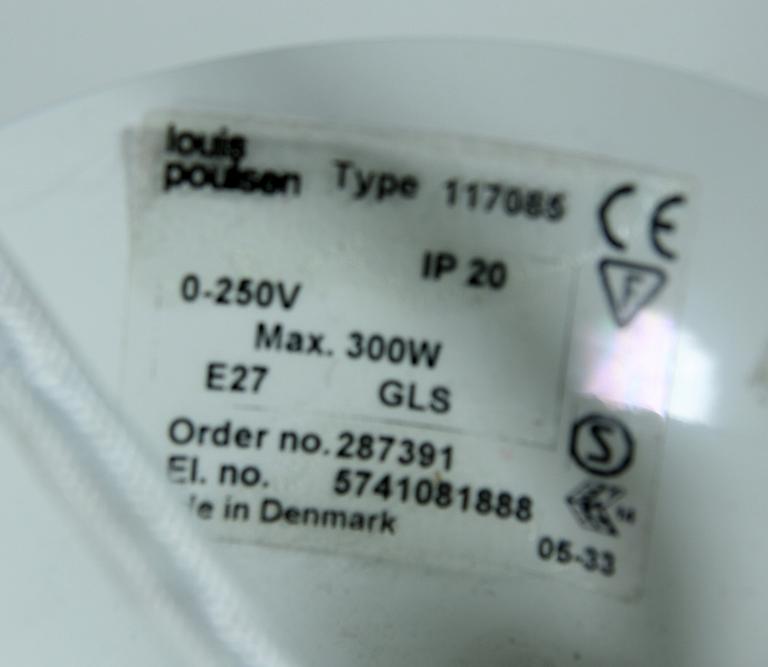 louis
poulsen Type 117085
CE
IP 20
F
0-250V
Max. 300W
E27 GLS
Order no. 287391
S
El. no. 5741081888
in Denmark
05-33